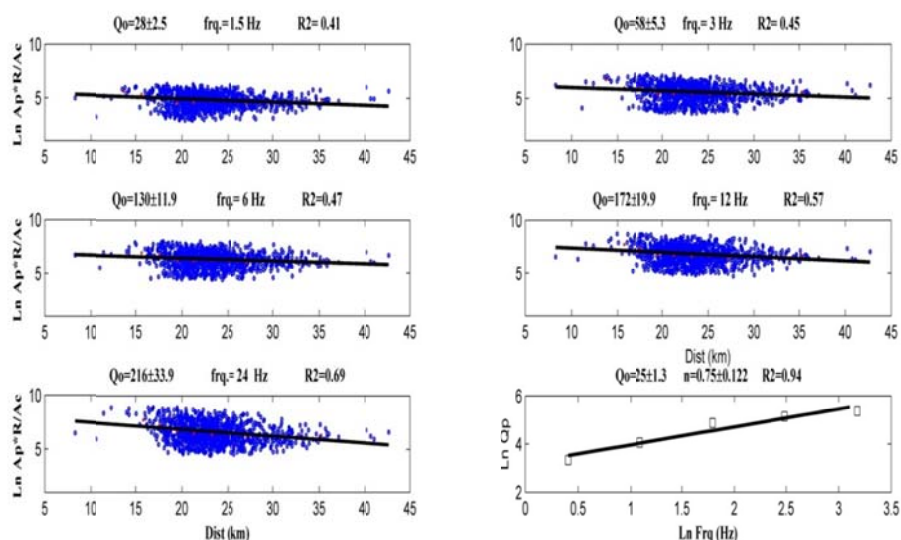 Qo=28±2.5 frq.=1.5 Hz R2= 0.41
Ln Ap*R/Ac
10
5
5 10 15 20 25 30 35 40 45
Qo=58±5.3 frq.= 3 Hz R2= 0.45
10
5
5 10 15 20 25 30 35 40 45
Qo=130±11.9 frq.= 6 Hz R2=0.47
Ln Ap*R/Ac
10
5
5 10 15 20 25 30 35 40 45
Qo=172±19.9 frq.= 12 Hz R2=0.57
10
5
5 10 15 20 25 30 35 40 45
Dist (km)
Qo=216±33.9 frq.= 24 Hz R2=0.69
Ln Ap*R/Ac
10
5
5 10 15 20 25 30 35 40 45
Dist (km)
Qo=25±1.3 n=0.75±0.122 R2=0.94
Ln Qp
6
4
2
0 0.5 1 1.5 2 2.5 3 3.5
Ln Frq (Hz)